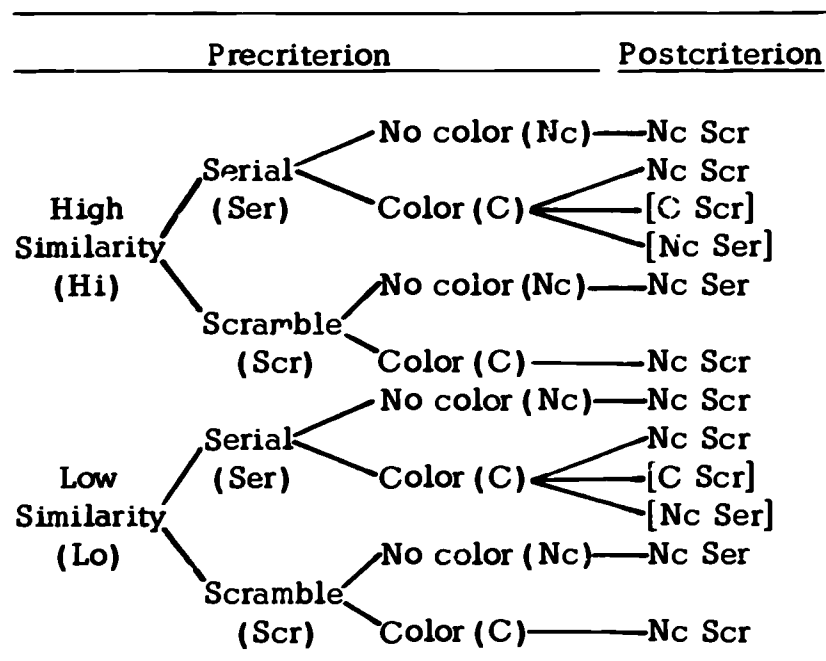 Precriterion Postcriterion
No color (Nc) Nc Scr
Serial Nc Scr
(Ser) Color (C) [C Scr]
High [Nc Ser]
Similarity
(Hi) No color (Nc) Nc Ser
Scramble
(Scr) Color (C) Nc Scr
No color (Nc) Nc Scr
Serial Nc Scr
(Ser) Color (C) [C Scr]
Low [Nc Ser]
Similarity
(Lo) No color (Nc) Nc Ser
Scramble
(Scr) Color (C) Nc Scr